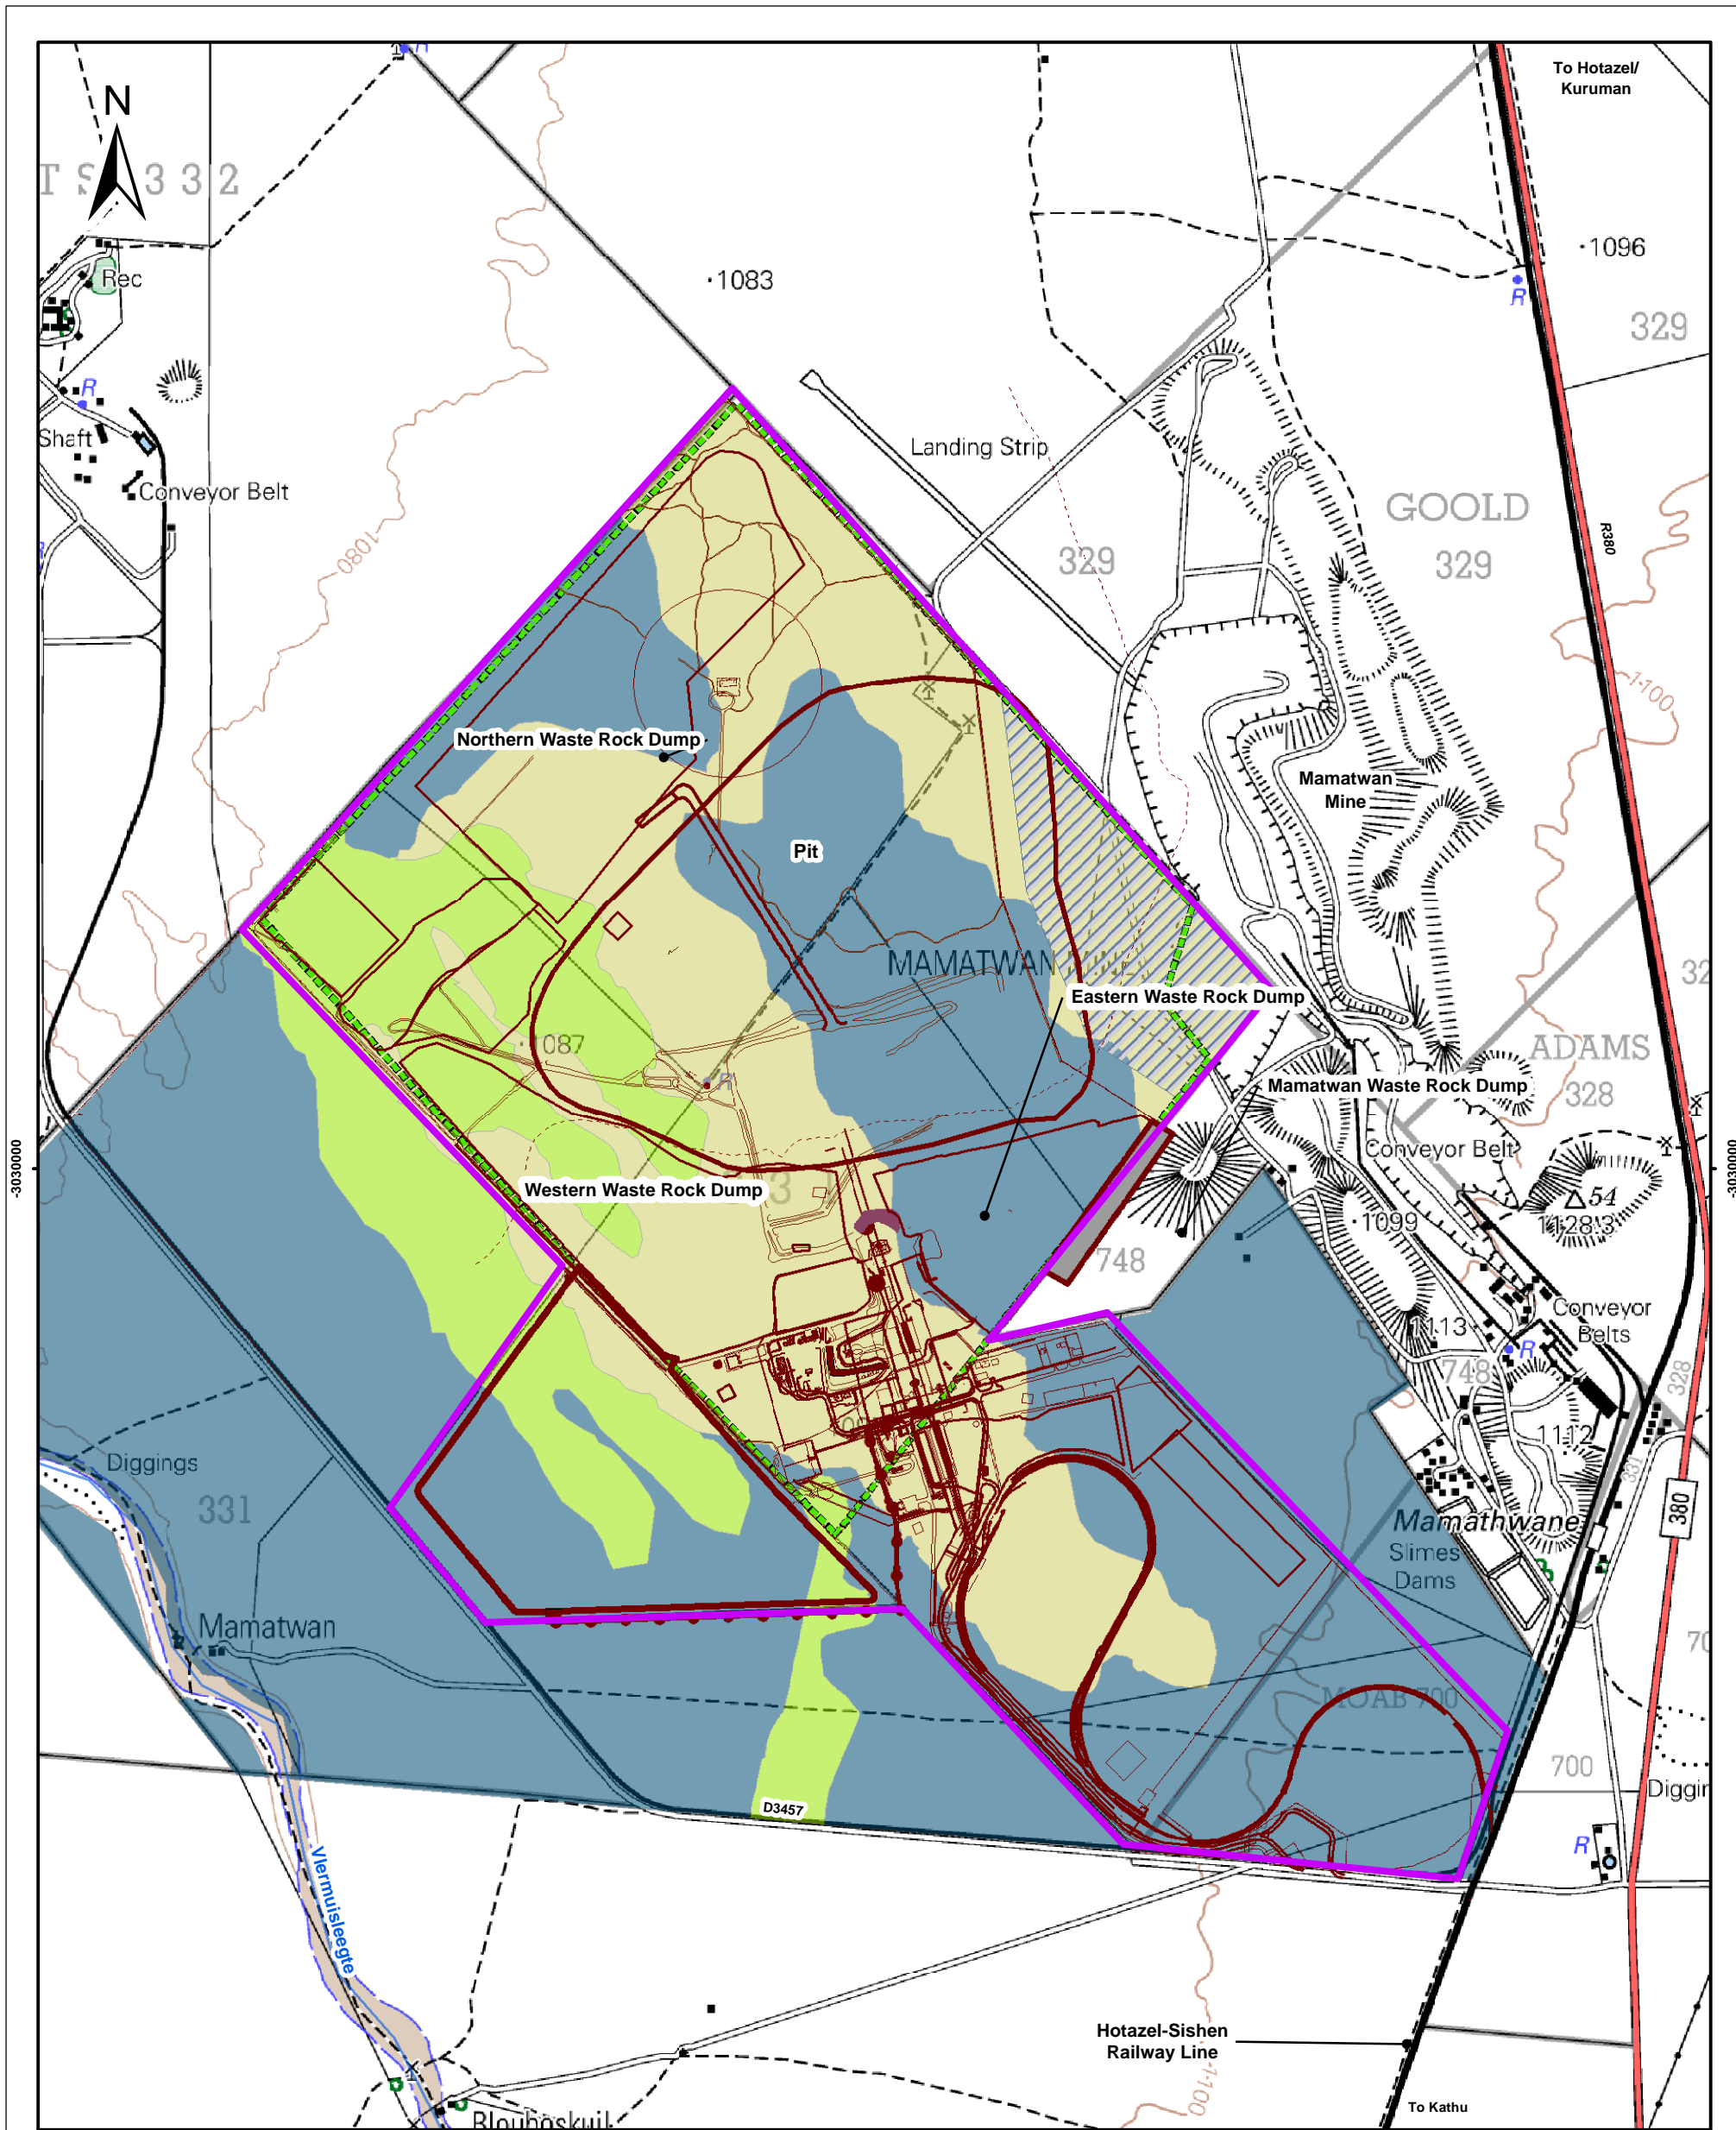 To Hotazel/
Kuruman
N
T S 3 3 2
Rec
·1083
·1096
R
329
R
Shaft
Conveyor Belt
Landing Strip
1080
329
GOOLD
329
R380
1100
Northern Waste Rock Dump
Mamatwan
Mine
Pit
MAMATWAN
Eastern Waste Rock Dump
ADAMS
328
·1087
R
Mamatwan Waste Rock Dump
Conveyor Belt
-3030000
-3030000
Western Waste Rock Dump
54
1128.3
·1099
748
Conveyor
Belts
1113
R
748
328
1112
331
Diggings
331
380
Mamathwane
Slimes
Dams
Mamatwan
MOAB 700
700
D3457
R
Vlermuisleegte
Hotazel-Sishen
Railway Line
1100
To Kathu
Blouboskuil